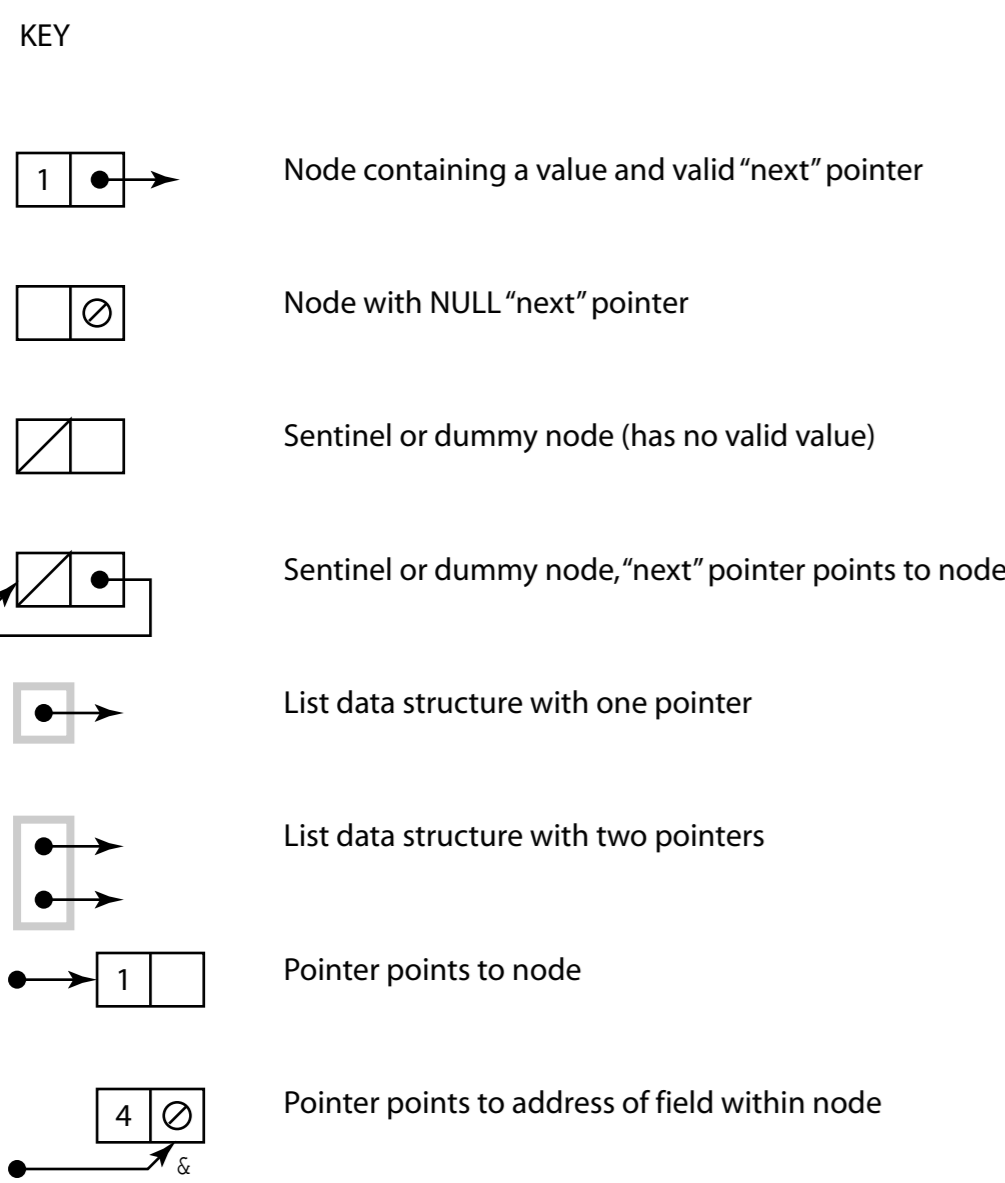 KEY
1
Node containing a value and valid “next” pointer
Node with NULL “next” pointer
Sentinel or dummy node (has no valid value)
Sentinel or dummy node, “next” pointer points to node
List data structure with one pointer
List data structure with two pointers
1
Pointer points to node
4
Pointer points to address of field within node
&